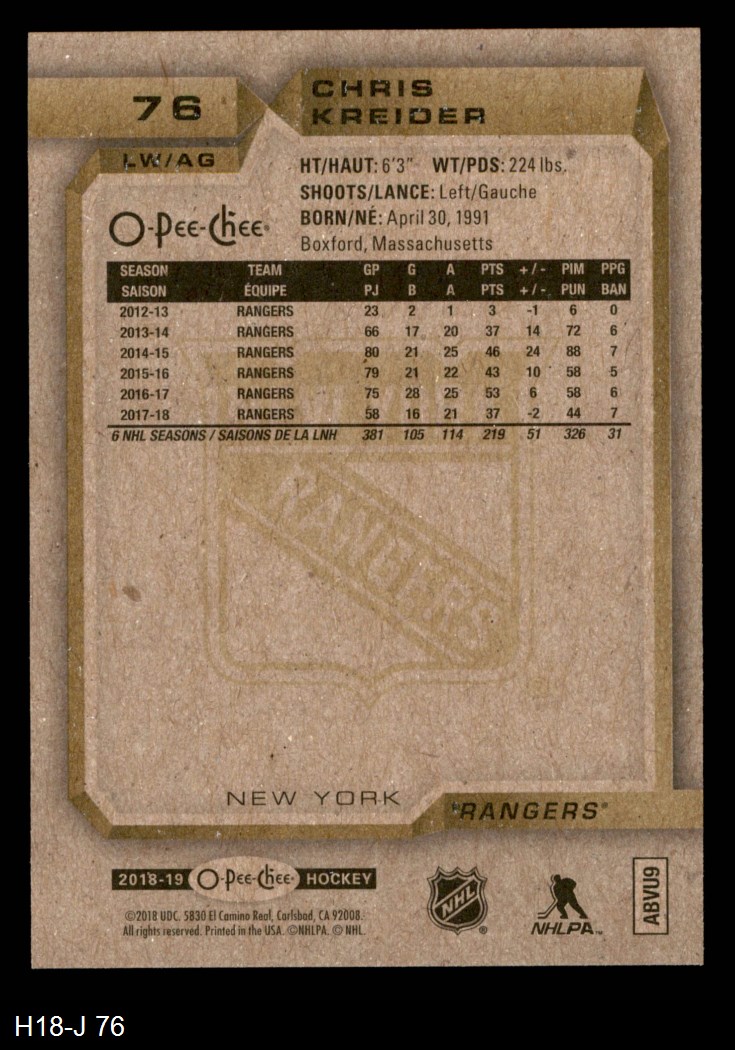 76
CHRIS
KREIDER
LW/AG
HT/HAUT: 6'3" WT/PDS: 224 lbs.
SHOOTS/LANCE: Left/Gauche
BORN/NÉ: April 30, 1991
Boxford, Massachusetts
O-Pee-Chee
SEASON TEAM GP G A PTS +/- PIM PPG
SAISON ÉQUIPE PJ B A PTS +/- PUN BAN
2012-13 RANGERS 23 2 1 3 -1 6 0
2013-14 RANGERS 66 17 20 37 14 72 6
2014-15 RANGERS 80 21 25 46 24 88 7
2015-16 RANGERS 79 21 22 43 10 58 5
2016-17 RANGERS 75 28 25 53 6 58 6
2017-18 RANGERS 58 16 21 37 -2 44 7
6 NHL SEASONS / SAISONS DE LA LNH 381 105 114 219 51 326 31
RANGERS
NEW YORK
RANGERS®
2018-19 O-Pee-Chee HOCKEY
©2018 UDC. 5830 El Camino Real, Carlsbad, CA 92008.
All rights reserved. Printed in the USA. ©NHLPA. © NHL.
NHL
NHLPA™
ABVU9
H18-J 76